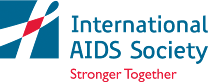 International
AIDS Society
Stronger Together